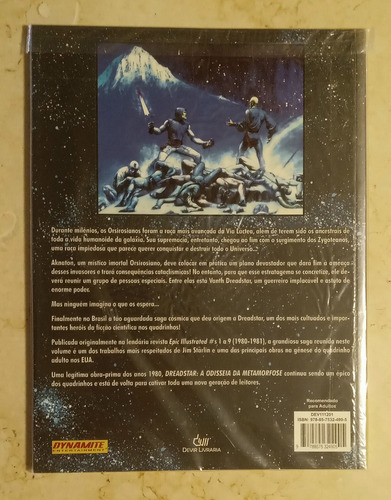 Durante milênios, os Orsirosianos foram a raça mais avançada da Via Láctea, além de terem sido os ancestrais de
toda a vida humanoide da galáxia. Sua supremacia, entretanto, chegou ao fim com o surgimento dos Zygoteanos,
uma raça impiedosa que parece querer conquistar e destruir todo o Universo.
Aknaton, um místico imortal Orsirosiano, deve colocar em prática um plano devastador que dará fim a ameaça
desses invasores e trará consequências cataclísmicas! No entanto, para que esse estratagema se concretize, ele de-
verá reunir um grupo de pessoas especiais. Entre elas está Vanth Dreadstar, um guerreiro implacável e astuto de
enorme poder.
Mas ninguém imagina o que os espera...
Finalmente no Brasil a tão aguardada saga cósmica que deu origem a Dreadstar, um dos mais cultuados e impor-
tantes heróis da ficção científica nos quadrinhos!
Publicada originalmente na lendária revista Epic Illustrated #s 1 a 9 (1980-1981), a grandiosa saga reunida neste
volume é um dos trabalhos mais respeitados de Jim Starlin e uma das principais obras na gênese do quadrinho
adulto nos EUA.
Uma legítima obra-prima dos anos 1980, DREADSTAR: A ODISSEIA DA METAMORFOSE continua sendo um épico
dos quadrinhos e está de volta para cativar toda uma nova geração de leitores.
Recomendado
para Adultos
DEV111201
DYNAMITE
ENTERTAINMENT
DEVIR LIVRARIA